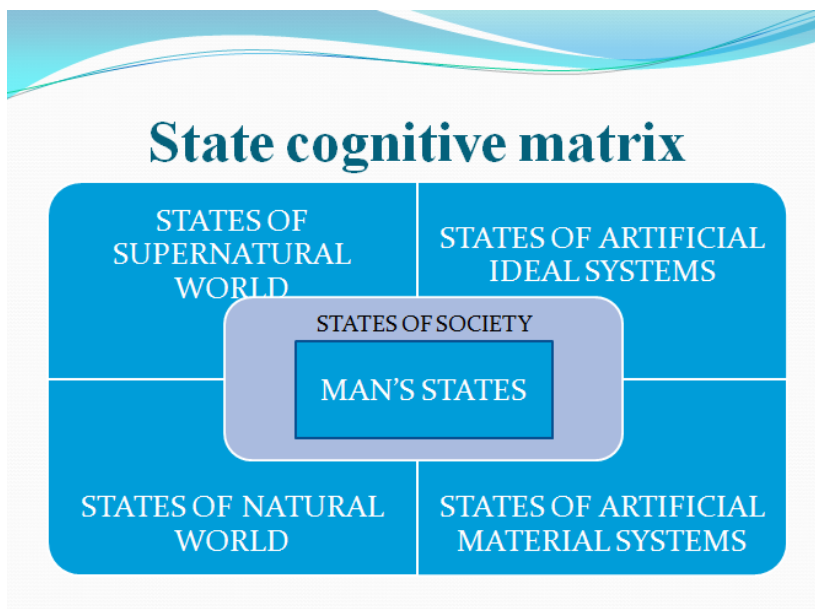 State cognitive matrix
STATES OF
SUPERNATURAL
WORLD
STATES OF ARTIFICIAL
IDEAL SYSTEMS
STATES OF SOCIETY
MAN'S STATES
STATES OF NATURAL
WORLD
STATES OF ARTIFICIAL
MATERIAL SYSTEMS